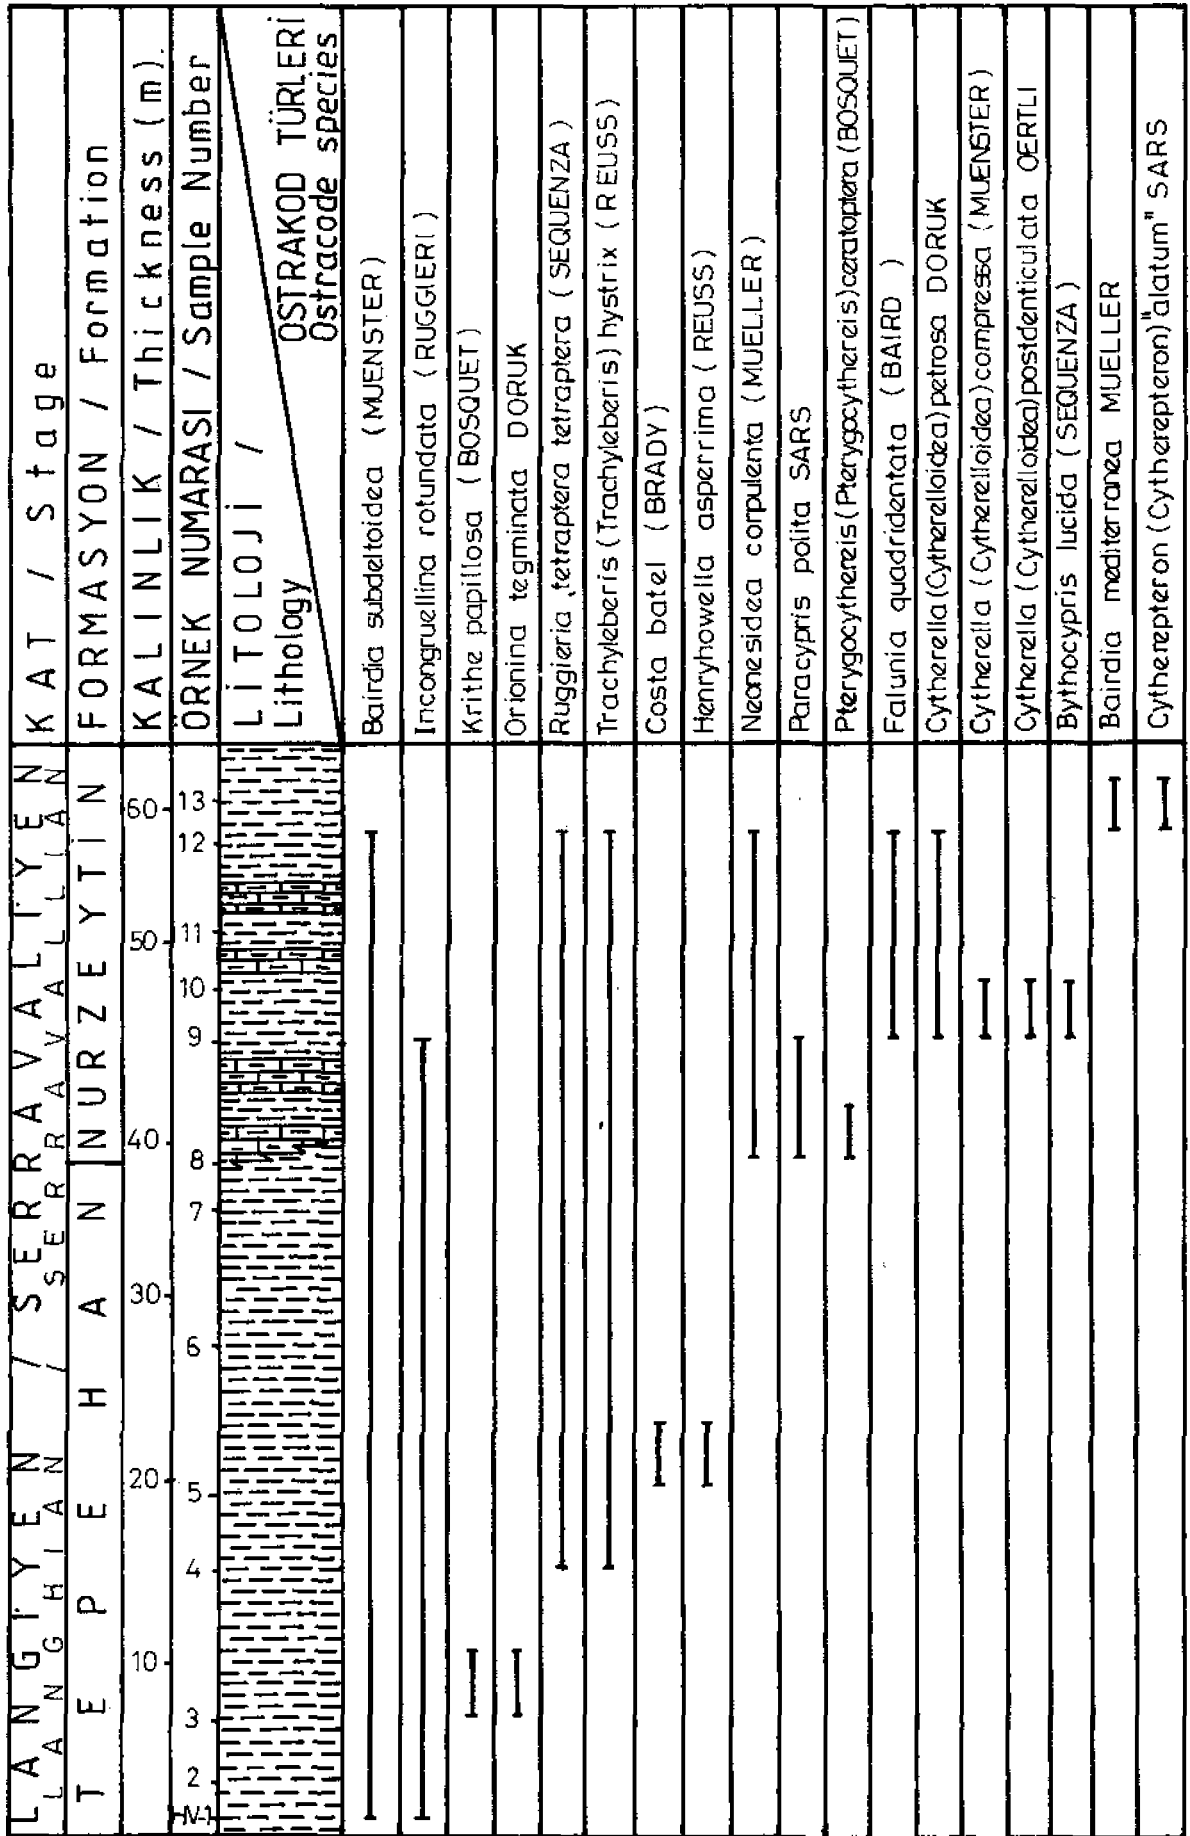 KAT / Stage
FORMASYON / Formation
KALINLIK / Thickness (m).
ÖRNEK NUMARASI / Sample Number
LİTOLOJİ /
Lithology
OSTRAKOD TÜRLERİ
Ostracode species
Bairdia subdeltoidea (MUENSTER)
Incongruellina rotundata (RUGGIERI)
Krithe papillosa (BOSQUET)
Orionina tegminata DORUK
Ruggieria tetraptera tetraptera (SEQUENZA)
Trachyleberis (Trachyleberis) hystrix (REUSS)
Costa batei (BRADY)
Henryhowella asperrima (REUSS)
Neonesidea corpulenta (MUELLER)
Paracypris polita SARS
Pterygocythereis (Pterygocythereis) ceratoptera (BOSQUET)
Falunia quadridentata (BAIRD)
Cytherella (Cytherelloidea) petrosa DORUK
Cytherella (Cytherelloidea) compressa (MUENSTER)
Cytherella (Cytherelloidea) postdenticulata OERTLI
Bythocypris lucida (SEQUENZA)
Bairdia mediterranea MUELLER
Cytherepteron (Cytherepteron) "alatum" SARS
LANGİYEN / SERRAVALİYEN
LANGHIAN / SERRAVALLIAN
TEPEHAN
NURZEYTİN
60
50
40
30
20
10
13
12
11
10
9
8
7
6
5
4
3
2
HV-1